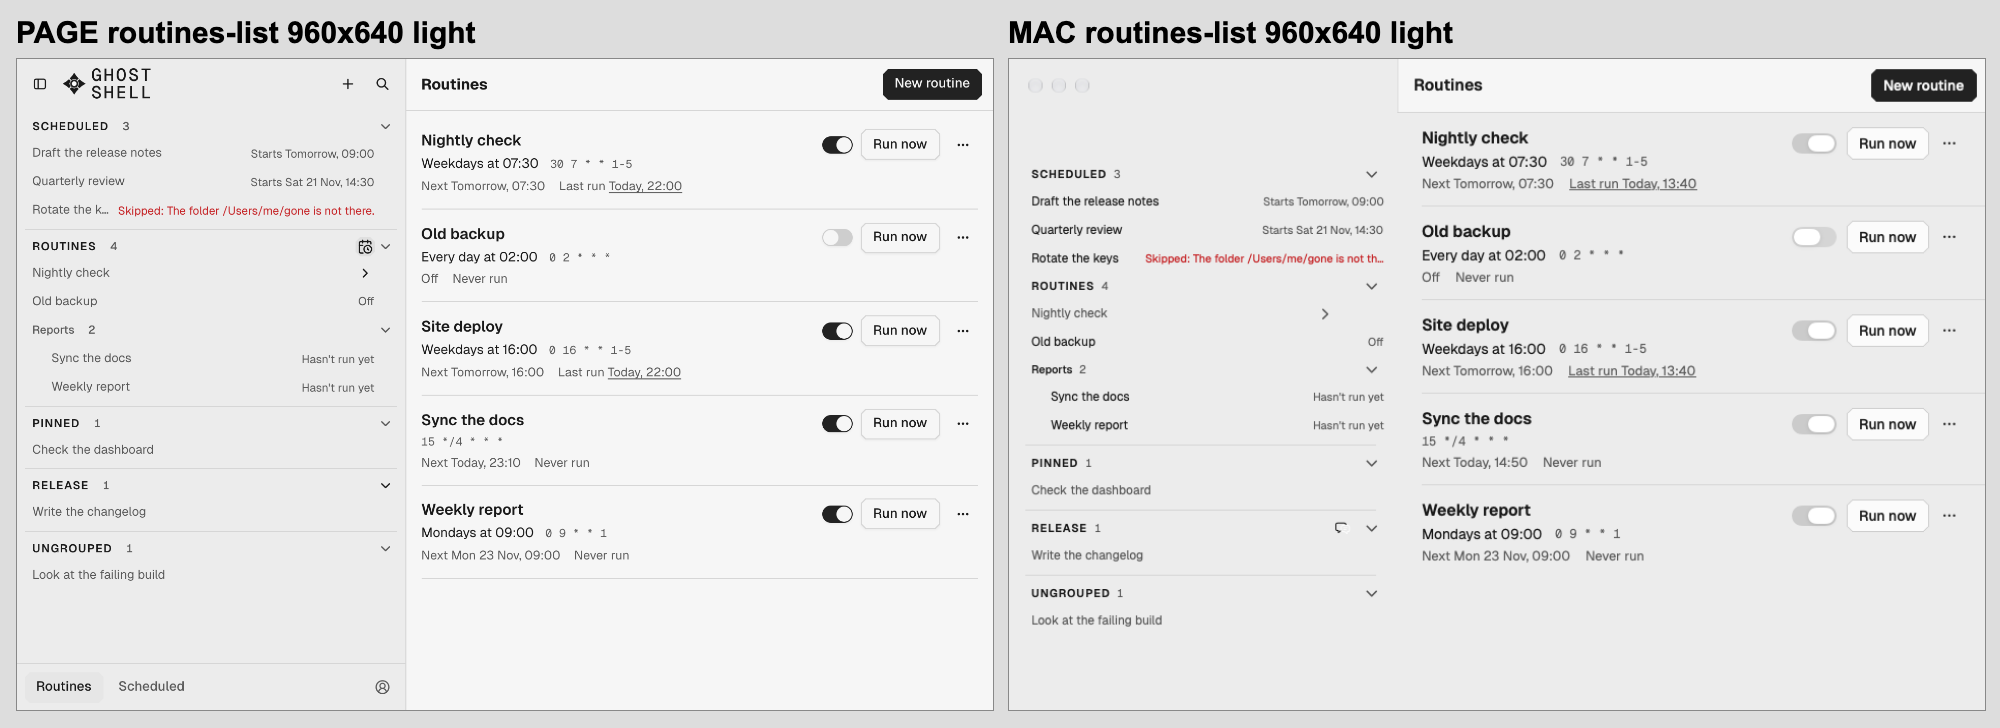 PAGE routines-list 960x640 light
GHOST SHELL
SCHEDULED 3
Draft the release notes Starts Tomorrow, 09:00
Quarterly review Starts Sat 21 Nov, 14:30
Rotate the k... Skipped: The folder /Users/me/gone is not there.
ROUTINES 4
Nightly check
Old backup Off
Reports 2
Sync the docs Hasn't run yet
Weekly report Hasn't run yet
PINNED 1
Check the dashboard
RELEASE 1
Write the changelog
UNGROUPED 1
Look at the failing build
Routines Scheduled
Routines New routine
Nightly check Run now
Weekdays at 07:30 30 7 * * 1-5
Next Tomorrow, 07:30 Last run Today, 22:00
Old backup Run now
Every day at 02:00 0 2 * * *
Off Never run
Site deploy Run now
Weekdays at 16:00 0 16 * * 1-5
Next Tomorrow, 16:00 Last run Today, 22:00
Sync the docs Run now
15 */4 * * *
Next Today, 23:10 Never run
Weekly report Run now
Mondays at 09:00 0 9 * * 1
Next Mon 23 Nov, 09:00 Never run
MAC routines-list 960x640 light
SCHEDULED 3
Draft the release notes Starts Tomorrow, 09:00
Quarterly review Starts Sat 21 Nov, 14:30
Rotate the keys Skipped: The folder /Users/me/gone is not th...
ROUTINES 4
Nightly check
Old backup Off
Reports 2
Sync the docs Hasn't run yet
Weekly report Hasn't run yet
PINNED 1
Check the dashboard
RELEASE 1
Write the changelog
UNGROUPED 1
Look at the failing build
Routines New routine
Nightly check Run now
Weekdays at 07:30 30 7 * * 1-5
Next Tomorrow, 07:30 Last run Today, 13:40
Old backup Run now
Every day at 02:00 0 2 * * *
Off Never run
Site deploy Run now
Weekdays at 16:00 0 16 * * 1-5
Next Tomorrow, 16:00 Last run Today, 13:40
Sync the docs Run now
15 */4 * * *
Next Today, 14:50 Never run
Weekly report Run now
Mondays at 09:00 0 9 * * 1
Next Mon 23 Nov, 09:00 Never run